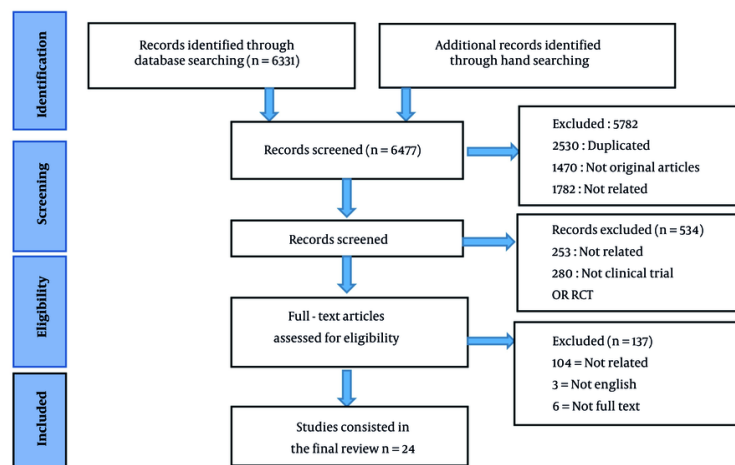 Identification
Records identified through
database searching (n = 6331)
Additional records identified
through hand searching
Records screened (n = 6477)
Excluded : 5782
2530 : Duplicated
1470 : Not original articles
1782 : Not related
Screening
Records screened
Records excluded (n = 534)
253 : Not related
280 : Not clinical trial
OR RCT
Eligibility
Full - text articles
assessed for eligibility
Excluded (n = 137)
104 = Not related
3 = Not english
6 = Not full text
Included
Studies consisted in
the final review n = 24